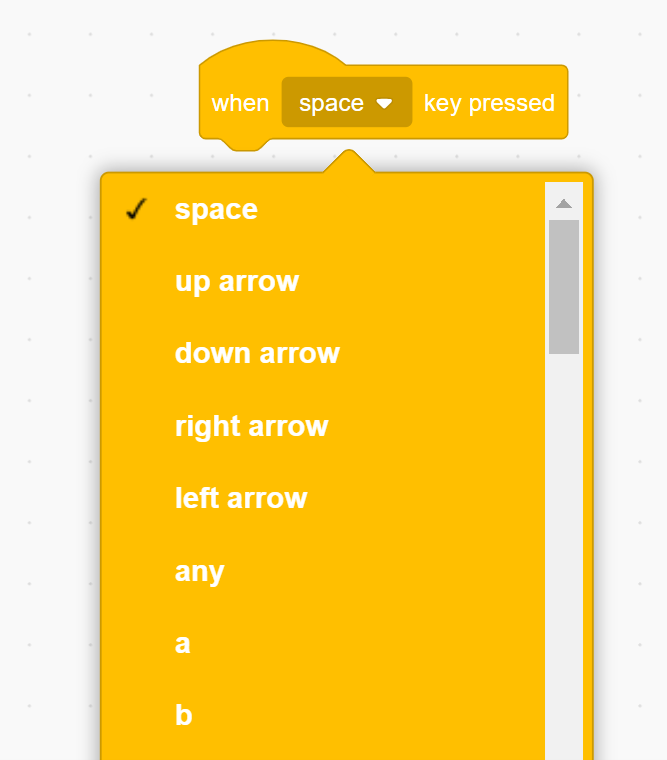 when space key pressed
space
up arrow
down arrow
right arrow
left arrow
any
a
b